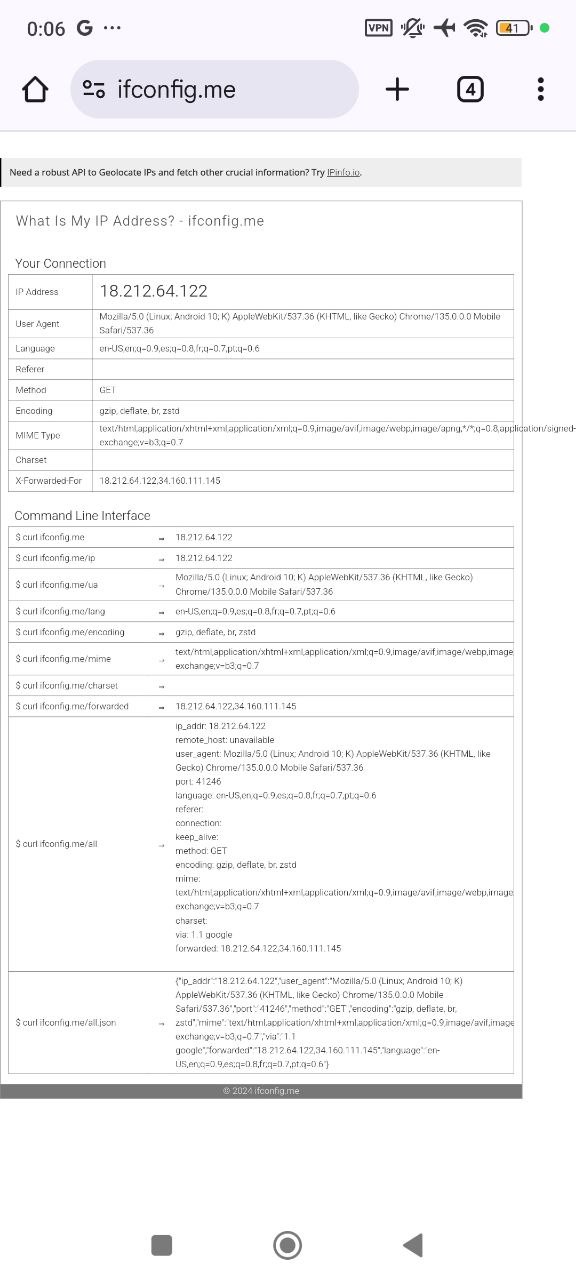 0:06 G ··· VPN 41
ifconfig.me 4
Need a robust API to Geolocate IPs and fetch other crucial information? Try IPinfo.io.
What Is My IP Address? - ifconfig.me
Your Connection
IP Address 18.212.64.122
User Agent Mozilla/5.0 (Linux; Android 10; K) AppleWebKit/537.36 (KHTML, like Gecko) Chrome/135.0.0.0 Mobile
Safari/537.36
Language en-US,en;q=0.9,es;q=0.8,fr;q=0.7,pt;q=0.6
Referer
Method GET
Encoding gzip, deflate, br, zstd
MIME Type text/html,application/xhtml+xml,application/xml;q=0.9,image/avif,image/webp,image/apng,*/*;q=0.8,application/signed-
exchange;v=b3;q=0.7
Charset
X-Forwarded-For 18.212.64.122,34.160.111.145
Command Line Interface
$ curl ifconfig.me ⇒ 18.212.64.122
$ curl ifconfig.me/ip ⇒ 18.212.64.122
$ curl ifconfig.me/ua ⇒ Mozilla/5.0 (Linux; Android 10; K) AppleWebKit/537.36 (KHTML, like Gecko)
Chrome/135.0.0.0 Mobile Safari/537.36
$ curl ifconfig.me/lang ⇒ en-US,en;q=0.9,es;q=0.8,fr;q=0.7,pt;q=0.6
$ curl ifconfig.me/encoding ⇒ gzip, deflate, br, zstd
$ curl ifconfig.me/mime ⇒ text/html,application/xhtml+xml,application/xml;q=0.9,image/avif,image/webp,image
exchange;v=b3;q=0.7
$ curl ifconfig.me/charset ⇒
$ curl ifconfig.me/forwarded ⇒ 18.212.64.122,34.160.111.145
$ curl ifconfig.me/all ⇒ ip_addr: 18.212.64.122
remote_host: unavailable
user_agent: Mozilla/5.0 (Linux; Android 10; K) AppleWebKit/537.36 (KHTML, like
Gecko) Chrome/135.0.0.0 Mobile Safari/537.36
port: 41246
language: en-US,en;q=0.9,es;q=0.8,fr;q=0.7,pt;q=0.6
referer:
connection:
keep_alive:
method: GET
encoding: gzip, deflate, br, zstd
mime:
text/html,application/xhtml+xml,application/xml;q=0.9,image/avif,image/webp,image
exchange;v=b3;q=0.7
charset:
via: 1.1 google
forwarded: 18.212.64.122,34.160.111.145
$ curl ifconfig.me/all.json ⇒ {"ip_addr":"18.212.64.122","user_agent":"Mozilla/5.0 (Linux; Android 10; K)
AppleWebKit/537.36 (KHTML, like Gecko) Chrome/135.0.0.0 Mobile
Safari/537.36","port":"41246","method":"GET","encoding":"gzip, deflate, br,
zstd","mime":"text/html,application/xhtml+xml,application/xml;q=0.9,image/avif,image
exchange;v=b3;q=0.7","via":"1.1
google","forwarded":"18.212.64.122,34.160.111.145","language":"en-
US,en;q=0.9,es;q=0.8,fr;q=0.7,pt;q=0.6"}
© 2024 ifconfig.me